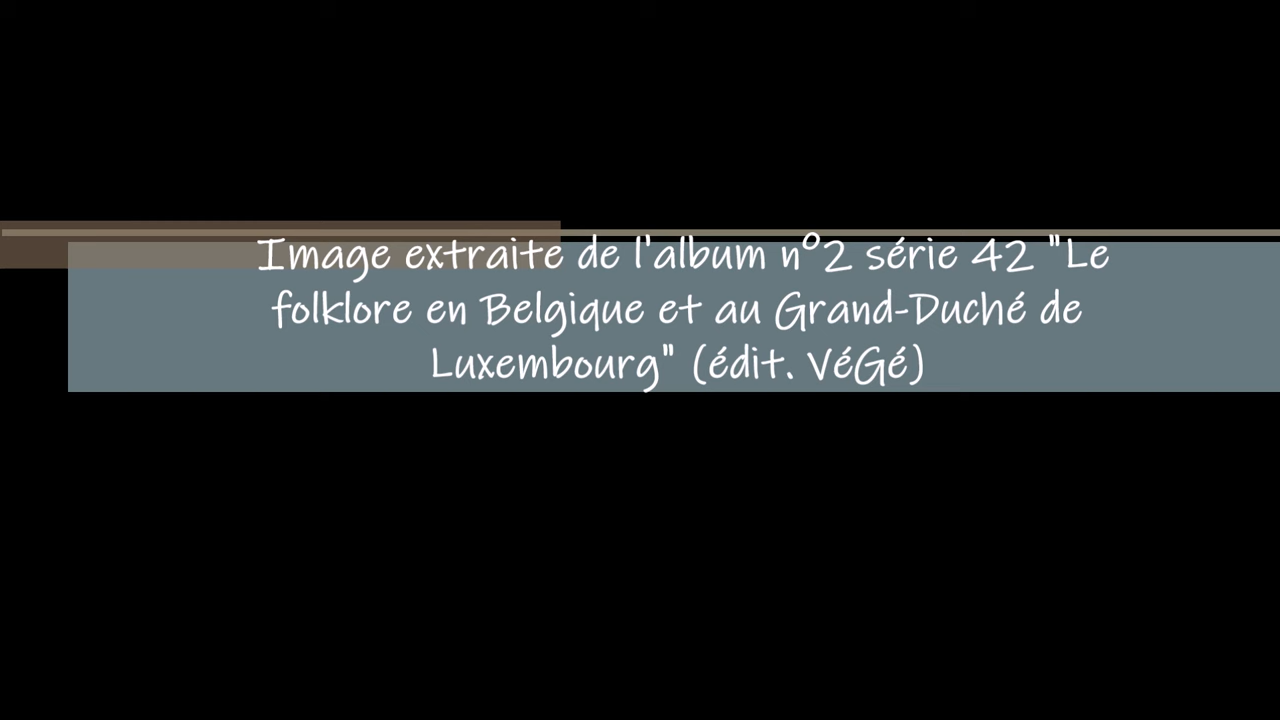 Image extraite de l'album n°2 série 42 "Le
folklore en Belgique et au Grand-Duché de
Luxembourg" (édit. VéGé)